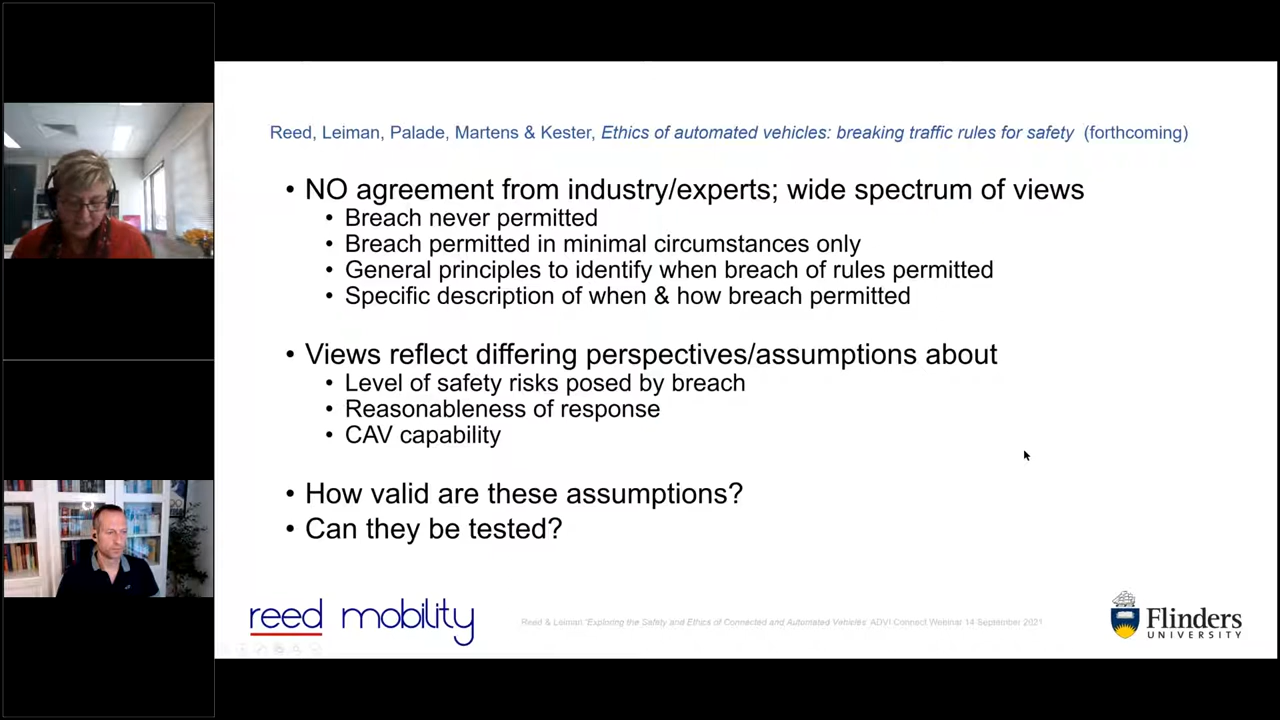 Reed, Leiman, Palade, Martens & Kester, Ethics of automated vehicles: breaking traffic rules for safety (forthcoming)
• NO agreement from industry/experts; wide spectrum of views
• Breach never permitted
• Breach permitted in minimal circumstances only
• General principles to identify when breach of rules permitted
• Specific description of when & how breach permitted
• Views reflect differing perspectives/assumptions about
• Level of safety risks posed by breach
• Reasonableness of response
• CAV capability
• How valid are these assumptions?
• Can they be tested?
reed mobility
Reed & Leiman "Exploring the Safety and Ethics of Connected and Automated Vehicles' ADVI Connect Webinar 14 September 2021
Flinders
UNIVERSITY